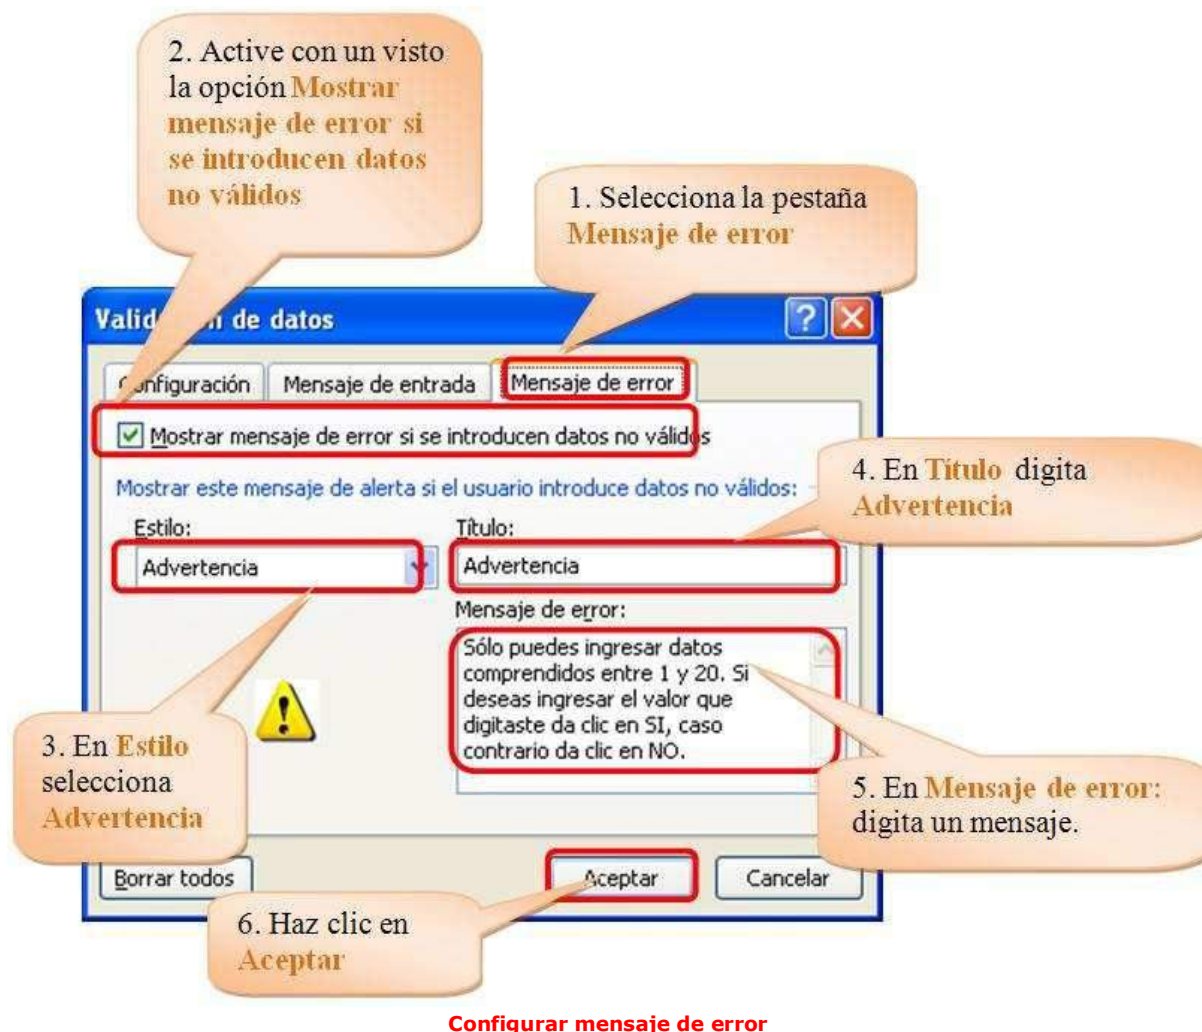 2. Active con un visto
la opción Mostrar
mensaje de error si
se introducen datos
no válidos
1. Selecciona la pestaña
Mensaje de error
Validación de datos
Configuración
Mensaje de entrada
Mensaje de error
Mostrar mensaje de error si se introducen datos no válidos
Mostrar este mensaje de alerta si el usuario introduce datos no válidos:
4. En Título digita
Advertencia
Estilo:
Título:
Advertencia
Advertencia
Mensaje de error:
Sólo puedes ingresar datos
comprendidos entre 1 y 20. Si
deseas ingresar el valor que
digitaste da clic en SI, caso
contrario da clic en NO.
3. En Estilo
selecciona
Advertencia
5. En Mensaje de error:
digita un mensaje.
Borrar todos
Aceptar
Cancelar
6. Haz clic en
Aceptar
Configurar mensaje de error